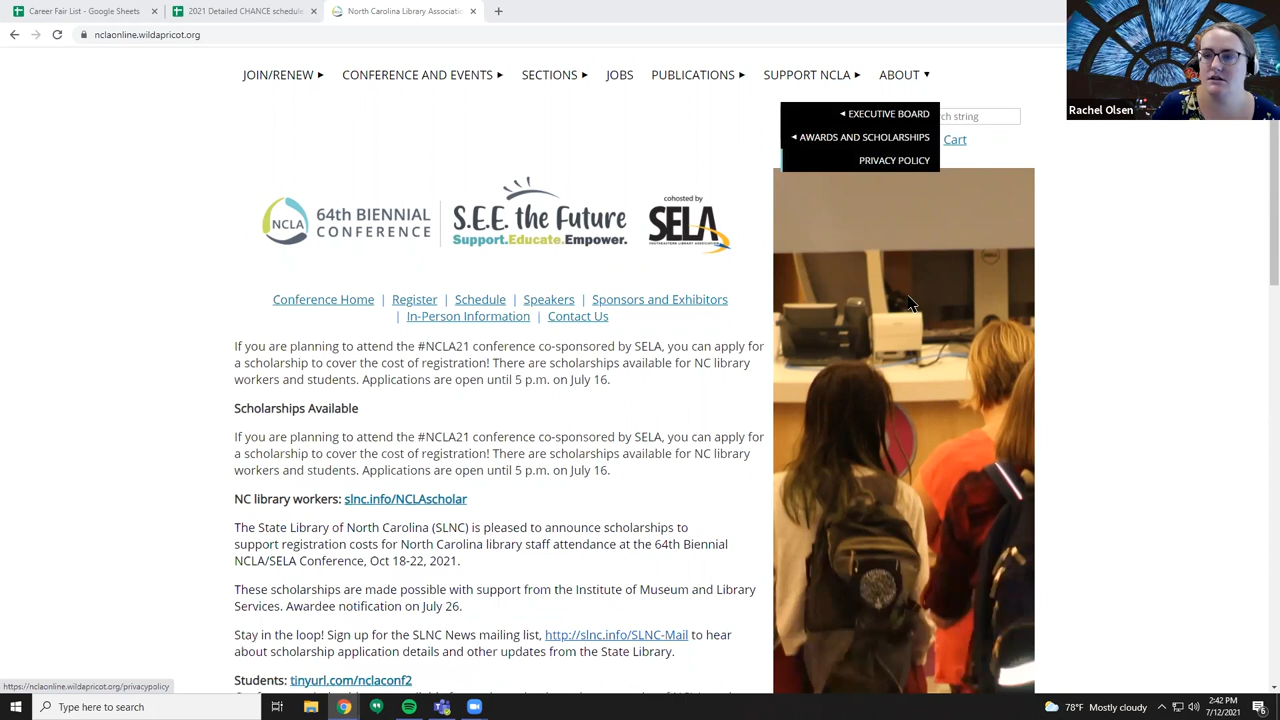 Career Fair List - Google Sheets
2021 Detailed CHANCE schedule
North Carolina Library Associatio
nclaonline.wildapricot.org
Rachel Olsen
JOIN/RENEW
CONFERENCE AND EVENTS
SECTIONS
JOBS
PUBLICATIONS
SUPPORT NCLA
ABOUT
EXECUTIVE BOARD
AWARDS AND SCHOLARSHIPS
PRIVACY POLICY
ch string
Cart
NCLA
64th BIENNIAL
CONFERENCE
S.E.E. the Future
Support.Educate.Empower.
cohosted by
SELA
SOUTHEASTERN LIBRARY ASSOCIATION
Conference Home | Register | Schedule | Speakers | Sponsors and Exhibitors
| In-Person Information | Contact Us
If you are planning to attend the #NCLA21 conference co-sponsored by SELA, you can apply for
a scholarship to cover the cost of registration! There are scholarships available for NC library
workers and students. Applications are open until 5 p.m. on July 16.
Scholarships Available
If you are planning to attend the #NCLA21 conference co-sponsored by SELA, you can apply for
a scholarship to cover the cost of registration! There are scholarships available for NC library
workers and students. Applications are open until 5 p.m. on July 16.
NC library workers: slnc.info/NCLAscholar
The State Library of North Carolina (SLNC) is pleased to announce scholarships to
support registration costs for North Carolina library staff attendance at the 64th Biennial
NCLA/SELA Conference, Oct 18-22, 2021.
These scholarships are made possible with support from the Institute of Museum and Library
Services. Awardee notification on July 26.
Stay in the loop! Sign up for the SLNC News mailing list, http://slnc.info/SLNC-Mail to hear
about scholarship application details and other updates from the State Library.
Students: tinyurl.com/nclaconf2
https://nclaonline.wildapricot.org/privacypolicy
Type here to search
78°F Mostly cloudy
2:42 PM
7/12/2021
6